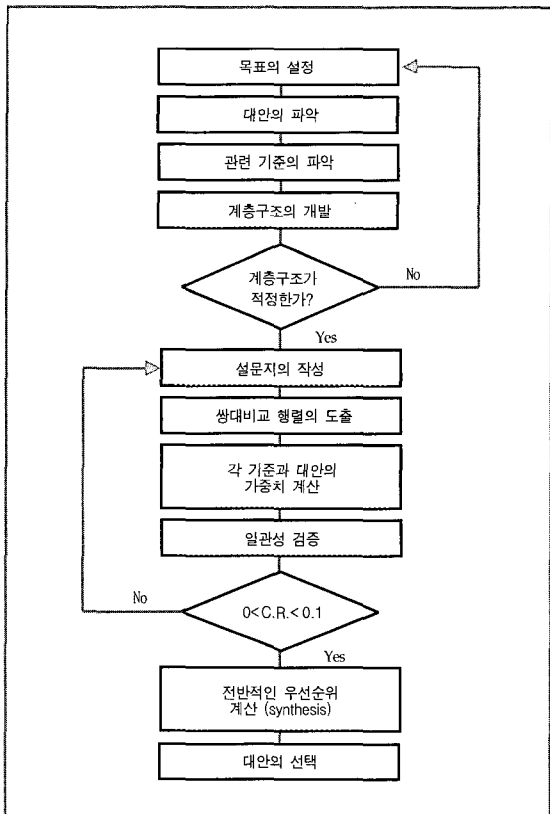 목표의 설정
대안의 파악
관련 기준의 파악
계층구조의 개발
계층구조가
적정한가?
No
Yes
설문지의 작성
쌍대비교 행렬의 도출
각 기준과 대안의
가중치 계산
일관성 검증
No
0<C.R.<0.1
Yes
전반적인 우선순위
계산 (synthesis)
대안의 선택